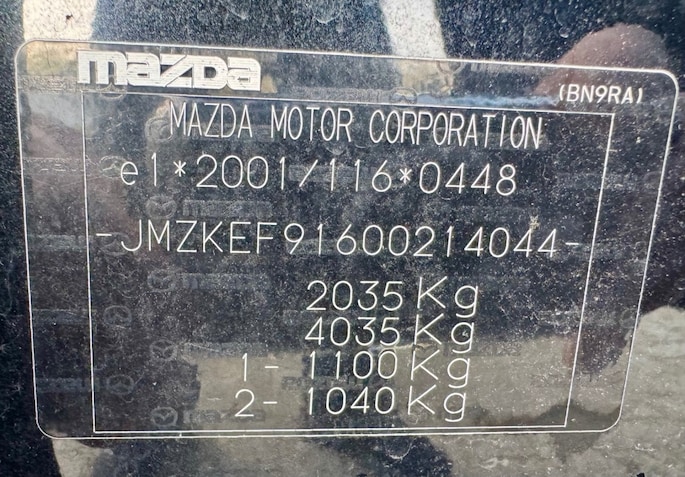 mazda
(BN9RA)
MAZDA MOTOR CORPORATION
e1*2001/116*0448
-JMZKEF91600214044-
2035 Kg
4035 Kg
1- 1100 Kg
2- 1040 Kg